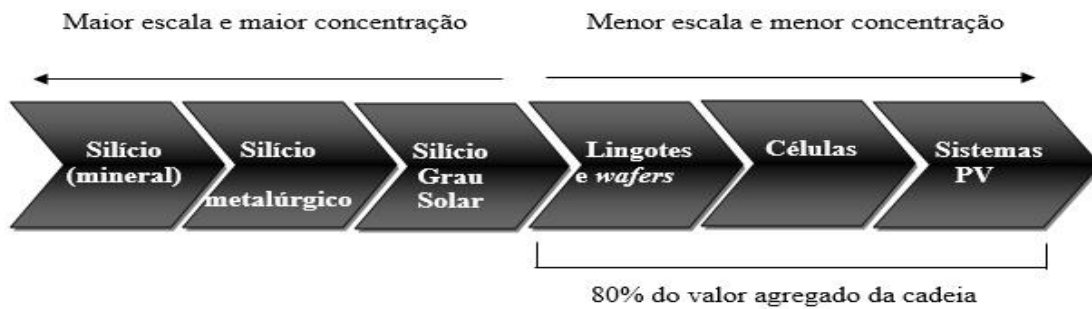 Maior escala e maior concentração
Menor escala e menor concentração
Silício
(mineral)
Silício
metalúrgico
Silício
Grau
Solar
Lingotes
e wafers
Células
Sistemas
PV
80% do valor agregado da cadeia